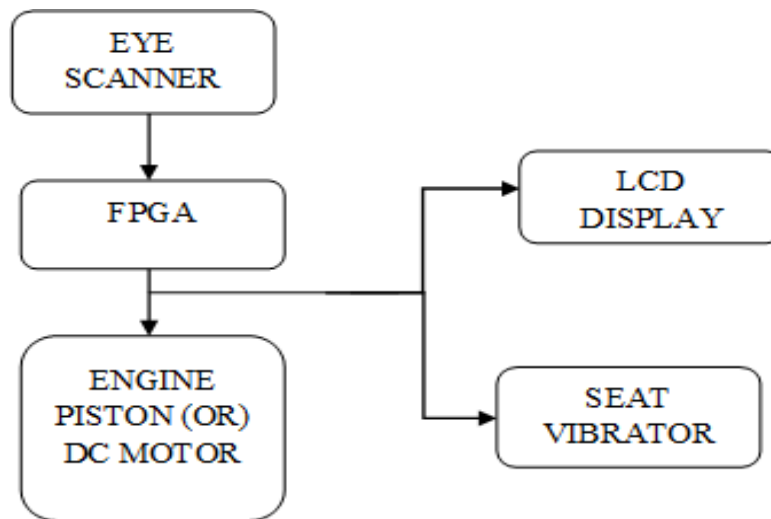 EYE
SCANNER
FPGA
LCD
DISPLAY
ENGINE
PISTON (OR)
DC MOTOR
SEAT
VIBRATOR